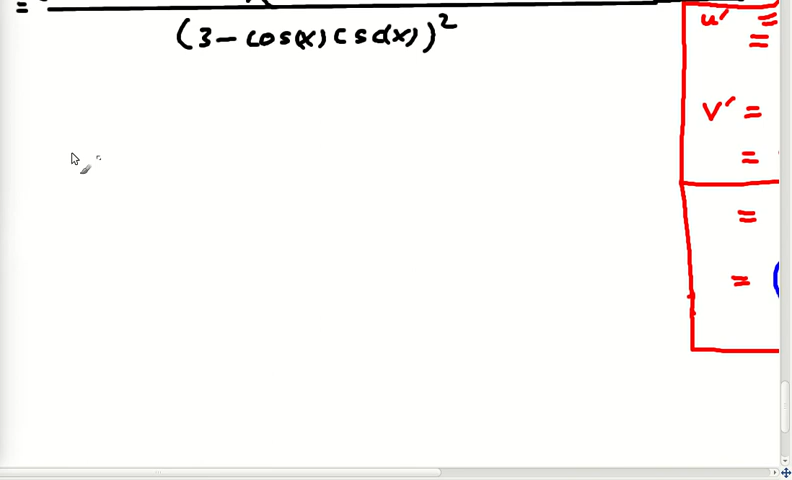 =
(3-cos(x)csc(x))²
u' =
=
v' =
=
=
=